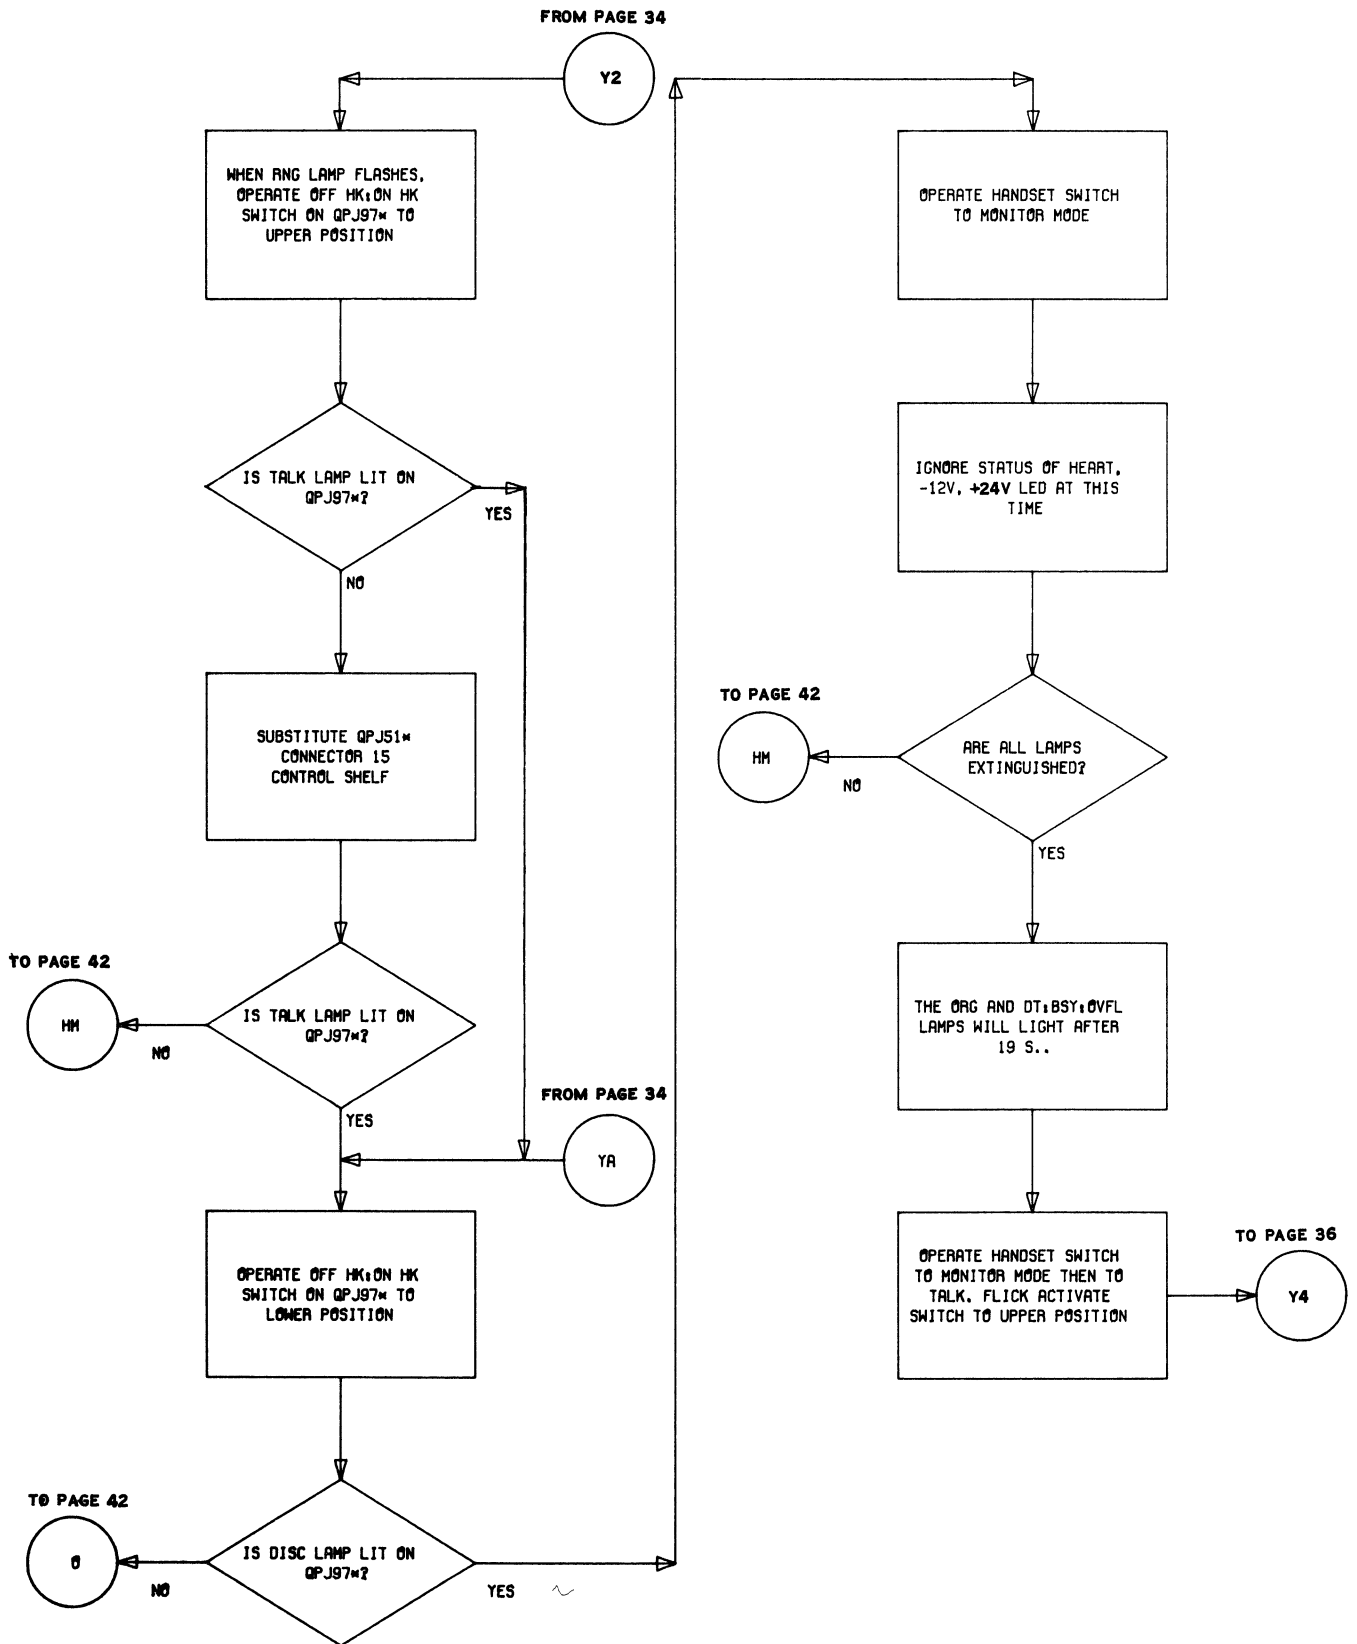 FROM PAGE 34
Y2
WHEN RNG LAMP FLASHES,
OPERATE OFF HK:ON HK
SWITCH ON QPJ97* TO
UPPER POSITION
IS TALK LAMP LIT ON
QPJ97*?
YES
NO
SUBSTITUTE QPJ51*
CONNECTOR 15
CONTROL SHELF
TO PAGE 42
HM
IS TALK LAMP LIT ON
QPJ97*?
NO
YES
FROM PAGE 34
YA
OPERATE OFF HK:ON HK
SWITCH ON QPJ97* TO
LOWER POSITION
TO PAGE 42
O
IS DISC LAMP LIT ON
QPJ97*?
NO
YES
OPERATE HANDSET SWITCH
TO MONITOR MODE
IGNORE STATUS OF HEART,
-12V, +24V LED AT THIS
TIME
TO PAGE 42
HM
ARE ALL LAMPS
EXTINGUISHED?
NO
YES
THE ORG AND DT:BSY:OVFL
LAMPS WILL LIGHT AFTER
19 S..
OPERATE HANDSET SWITCH
TO MONITOR MODE THEN TO
TALK. FLICK ACTIVATE
SWITCH TO UPPER POSITION
TO PAGE 36
Y4